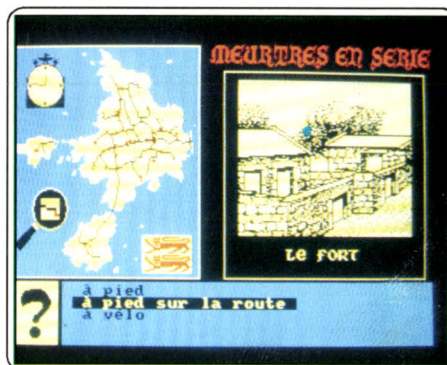 MEURTRES EN SERIE
LE FORT
?
à pied
à pied sur la route
à vélo